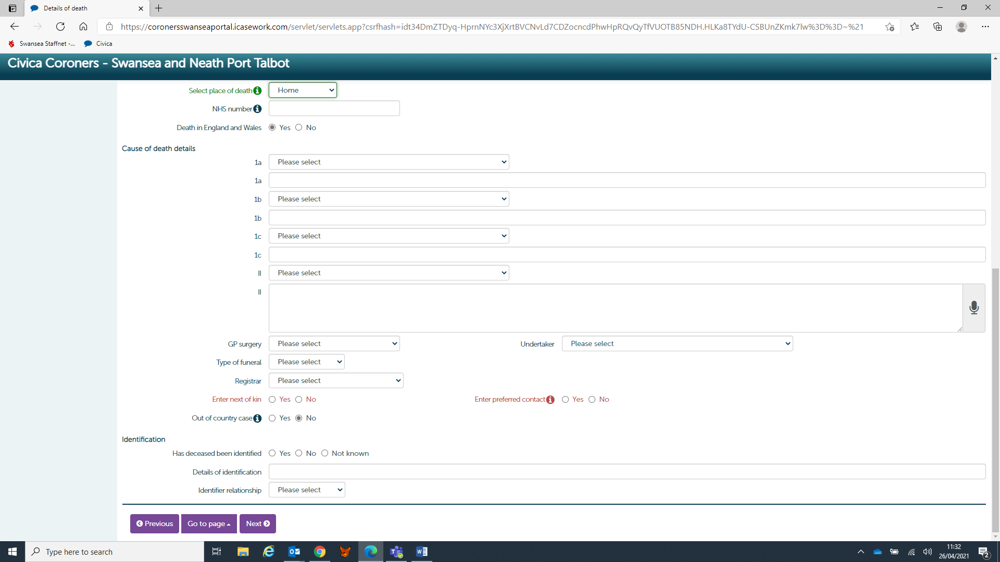 Details of death
https://coronersswanseaportal.icasework.com/servlet/servlets.app?csrfhash=idt34DmZTDyq-HprnNYc3XjXrtBVCNvLd7CDZocncdPhwHpRQvQyTfVUOTB85NDH.HLKa8TYdU-CSBUnZKmk7lw%3D%3D~%21
Swansea Staffnet -... Civica
Civica Coroners - Swansea and Neath Port Talbot
Select place of death Home
NHS number
Death in England and Wales Yes No
Cause of death details
1a Please select
1a
1b Please select
1b
1c Please select
1c
II Please select
II
GP surgery Please select Undertaker Please select
Type of funeral Please select
Registrar Please select
Enter next of kin Yes No Enter preferred contact Yes No
Out of country case Yes No
Identification
Has deceased been identified Yes No Not known
Details of identification
Identifier relationship Please select
Previous Go to page Next
Type here to search
11:32
26/04/2021
2